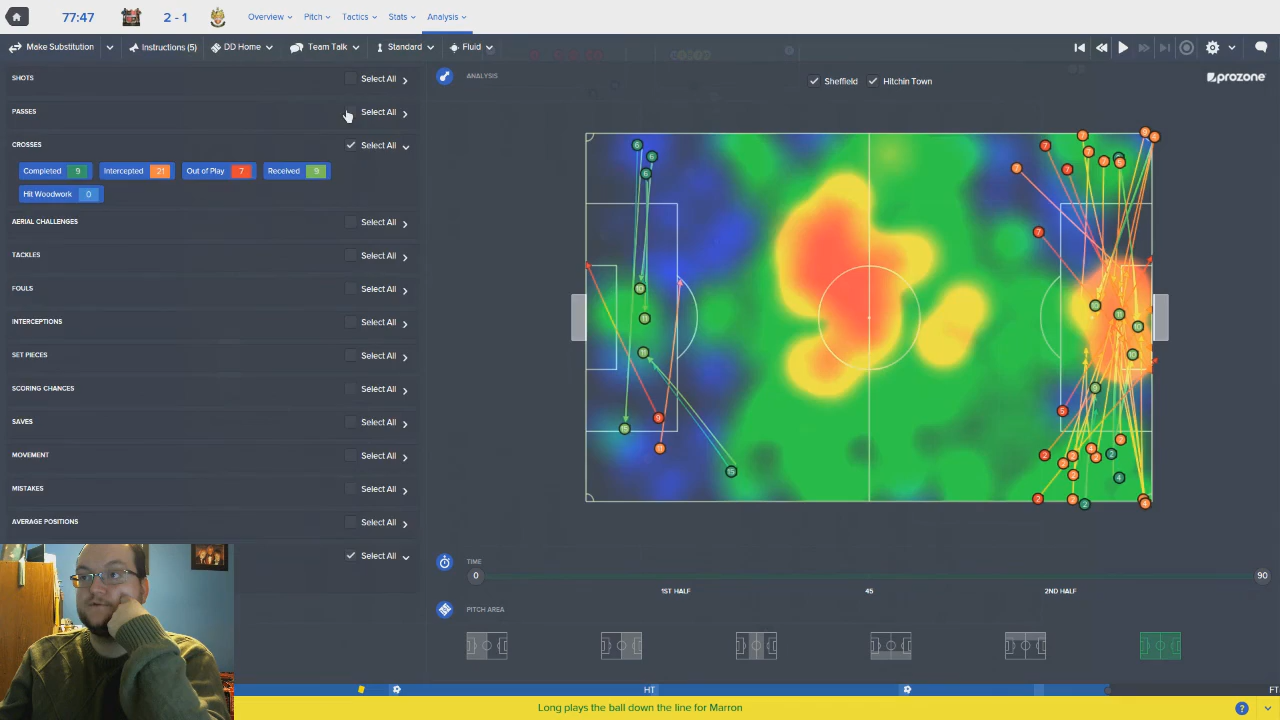 77:47 2 - 1 Overview Pitch Tactics Stats Analysis
Make Substitution Instructions (5) DD Home Team Talk Standard Fluid
SHOTS Select All
PASSES Select All
CROSSES Select All
Completed 9 Intercepted 21 Out of Play 7 Received 9
Hit Woodwork 0
AERIAL CHALLENGES Select All
TACKLES Select All
FOULS Select All
INTERCEPTIONS Select All
SET PIECES Select All
SCORING CHANCES Select All
SAVES Select All
MOVEMENT Select All
MISTAKES Select All
AVERAGE POSITIONS Select All
Select All
ANALYSIS Sheffield Hitchin Town prozone
TIME
0 90
1ST HALF 45 2ND HALF
PITCH AREA
HT FT
Long plays the ball down the line for Marron ?